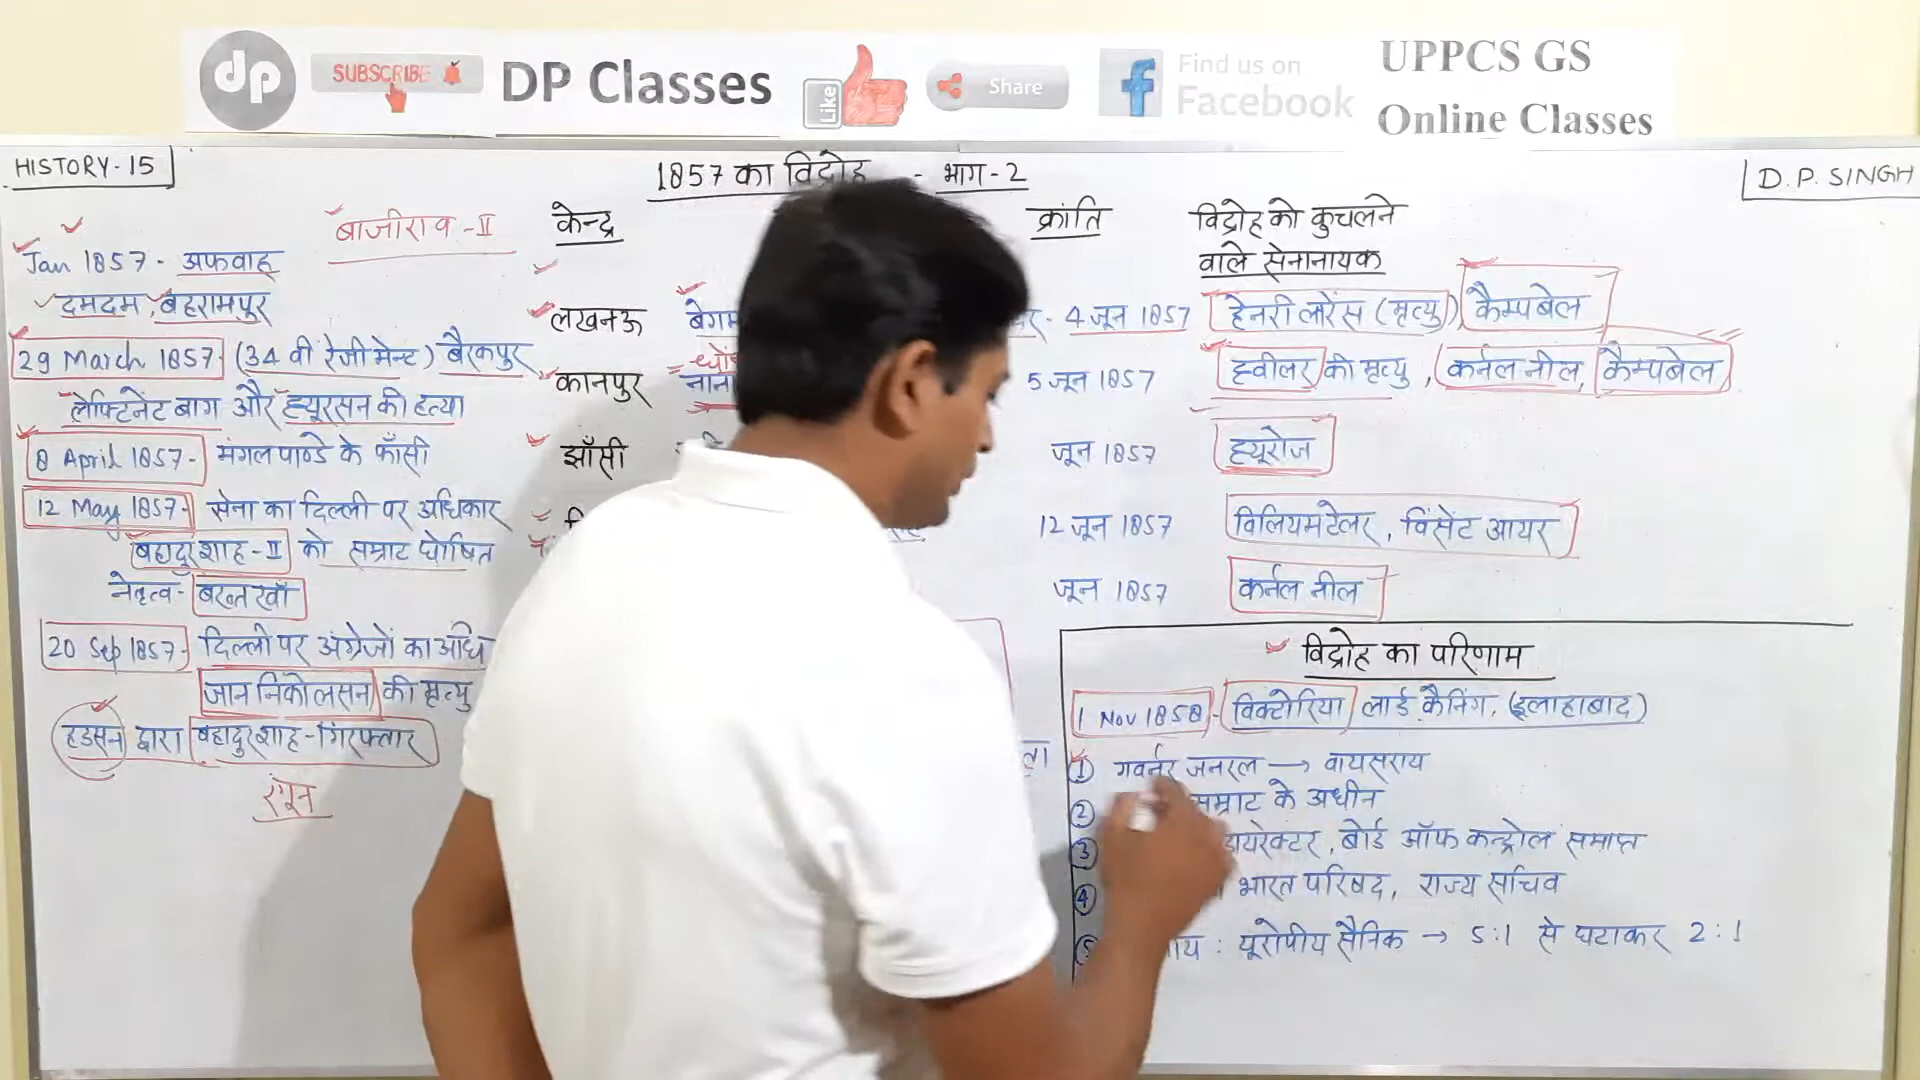 dp
SUBSCRIBE
DP Classes
Like
Share
Find us on
Facebook
UPPCS GS
Online Classes
HISTORY-15
1857 का विद्रोह - भाग-2
D.P. SINGH
Jan 1857 - अफवाह
दमदम, बहरामपुर
29 March 1857- (34 वी रेजीमेन्ट) बैरकपुर
लेफ्टिनेंट बाग और ह्यूरसन की हत्या
8 April 1857- मंगल पाण्डे के फाँसी
12 May 1857- सेना का दिल्ली पर अधिकार
बहादुर शाह-II को सम्राट घोषित
नेतृत्व- बख्त खाँ
20 Sep 1857- दिल्ली पर अंग्रेजों का अधि
जान निकोलसन की मृत्यु
हडसन द्वारा बहादुर शाह-गिरफ्तार
रंगून
बाजीराव-II
केन्द्र
लखनऊ
कानपुर
झाँसी
बेगम
नाना
क्रांति
4 जून 1857
5 जून 1857
जून 1857
12 जून 1857
जून 1857
विद्रोह को कुचलने
वाले सेनानायक
हेनरी लारेंस (मृत्यु), कैम्पबेल
ह्वीलर की मृत्यु, कर्नल नील, कैम्पबेल
ह्यूरोज
विलियम टेलर, विंसेंट आयर
कर्नल नील
विद्रोह का परिणाम
1 Nov 1858 - विक्टोरिया लार्ड कैनिंग, (इलाहाबाद)
① गवर्नर जनरल → वायसराय
② सम्राट के अधीन
③ डायरेक्टर, बोर्ड ऑफ कन्ट्रोल समाप्त
④ भारत परिषद, राज्य सचिव
⑤ : यूरोपीय सैनिक → 5:1 से घटाकर 2:1